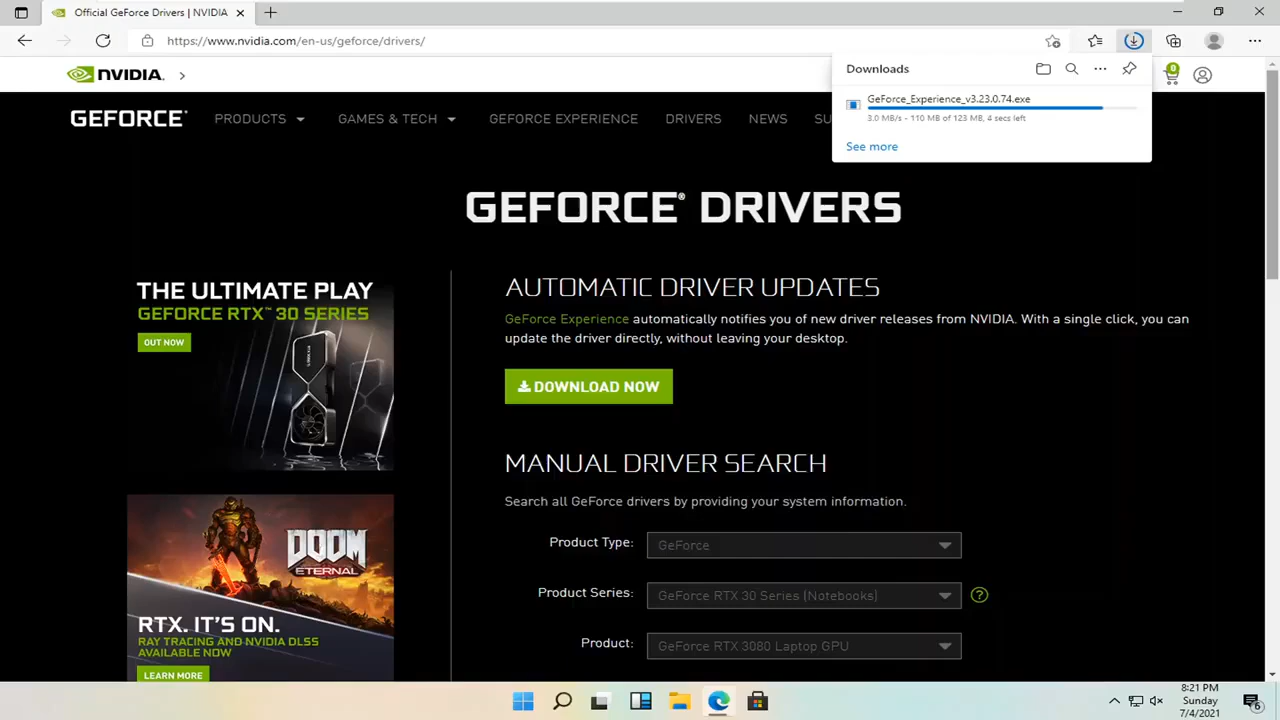 Official GeForce Drivers | NVIDIA
https://www.nvidia.com/en-us/geforce/drivers/
NVIDIA.
0
Downloads
GeForce_Experience_v3.23.0.74.exe
3.0 MB/s - 110 MB of 123 MB, 4 secs left
See more
GEFORCE®
PRODUCTS
GAMES & TECH
GEFORCE EXPERIENCE
DRIVERS
NEWS
SU
GEFORCE® DRIVERS
THE ULTIMATE PLAY
GEFORCE RTX™ 30 SERIES
OUT NOW
AUTOMATIC DRIVER UPDATES
GeForce Experience automatically notifies you of new driver releases from NVIDIA. With a single click, you can
update the driver directly, without leaving your desktop.
DOWNLOAD NOW
MANUAL DRIVER SEARCH
Search all GeForce drivers by providing your system information.
Product Type:
GeForce
Product Series:
GeForce RTX 30 Series (Notebooks)
?
Product:
GeForce RTX 3080 Laptop GPU
DOOM
ETERNAL
RTX. IT'S ON.
RAY TRACING AND NVIDIA DLSS
AVAILABLE NOW
LEARN MORE
8:21 PM
Sunday
7/4/2021
6